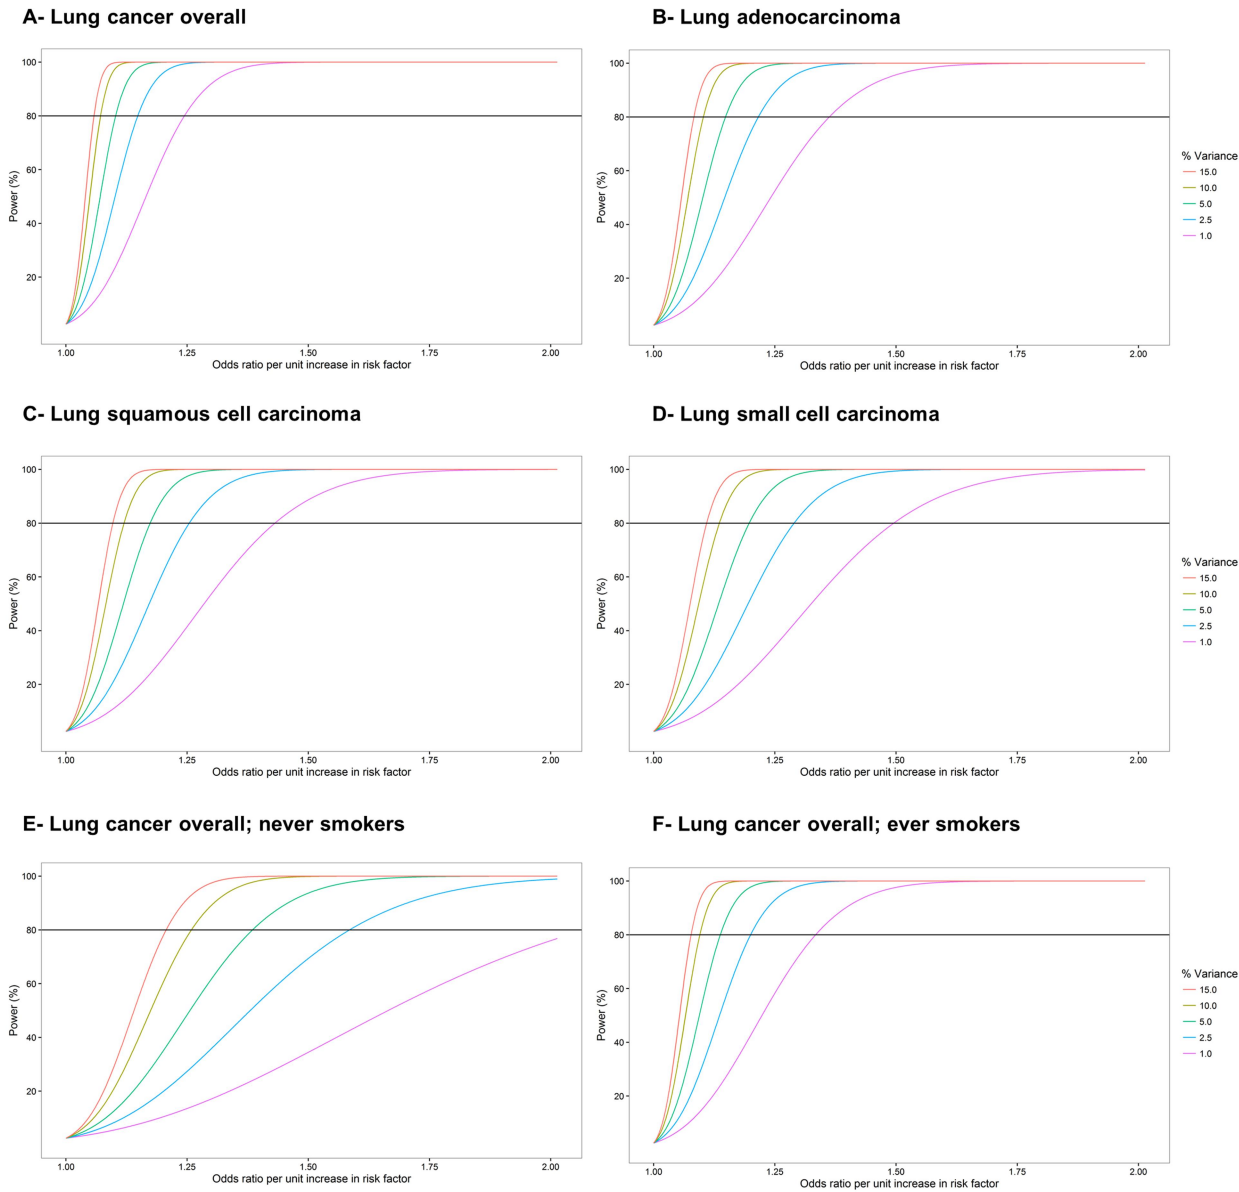 A- Lung cancer overall
B- Lung adenocarcinoma
100
80
60
40
20
Power (%)
1.00 1.25 1.50 1.75 2.00
Odds ratio per unit increase in risk factor
100
80
60
40
20
Power (%)
1.00 1.25 1.50 1.75 2.00
Odds ratio per unit increase in risk factor
% Variance
15.0
10.0
5.0
2.5
1.0
C- Lung squamous cell carcinoma
D- Lung small cell carcinoma
100
80
60
40
20
Power (%)
1.00 1.25 1.50 1.75 2.00
Odds ratio per unit increase in risk factor
100
80
60
40
20
Power (%)
1.00 1.25 1.50 1.75 2.00
Odds ratio per unit increase in risk factor
% Variance
15.0
10.0
5.0
2.5
1.0
E- Lung cancer overall; never smokers
F- Lung cancer overall; ever smokers
100
80
60
40
20
Power (%)
1.00 1.25 1.50 1.75 2.00
Odds ratio per unit increase in risk factor
100
80
60
40
20
Power (%)
1.00 1.25 1.50 1.75 2.00
Odds ratio per unit increase in risk factor
% Variance
15.0
10.0
5.0
2.5
1.0